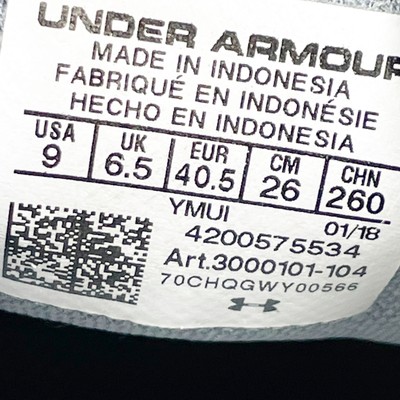 UNDER ARMOUR
MADE IN INDONESIA
FABRIQUÉ EN INDONÉSIE
HECHO EN INDONESIA
USA UK EUR CM CHN
9 6.5 40.5 26 260
YMUI 01/18
4200575534
Art.3000101-104
70CHQGWY00566